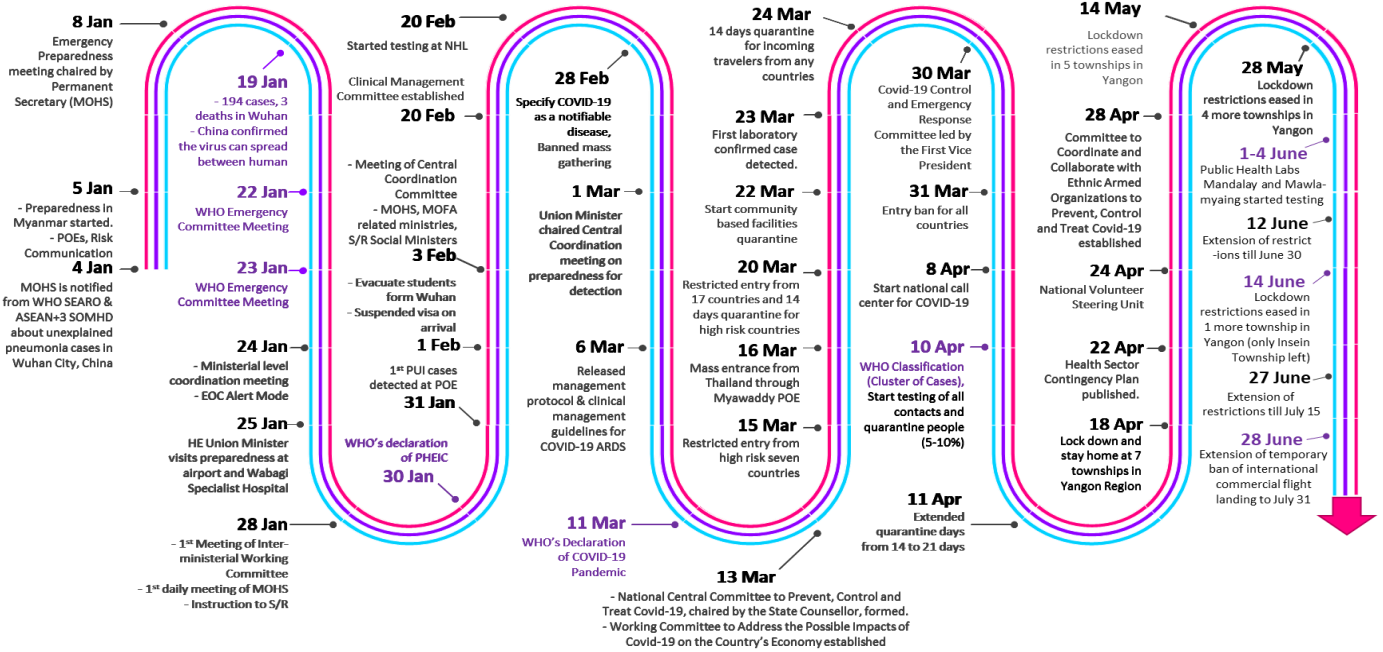 8 Jan
Emergency
Preparedness
meeting chaired by
Permanent
Secretary (MOHS)
5 Jan
- Preparedness in
Myanmar started.
- POEs, Risk
Communication
4 Jan
MOHS is notified
from WHO SEARO &
ASEAN+3 SOMHD
about unexplained
pneumonia cases in
Wuhan City, China
19 Jan
- 194 cases, 3
deaths in Wuhan
- China confirmed
the virus can spread
between human
22 Jan
WHO Emergency
Committee Meeting
23 Jan
WHO Emergency
Committee Meeting
24 Jan
- Ministerial level
coordination meeting
- EOC Alert Mode
25 Jan
HE Union Minister
visits preparedness at
airport and Wabagi
Specialist Hospital
28 Jan
- 1st Meeting of Inter-
ministerial Working
Committee
- 1st daily meeting of MOHS
- Instruction to S/R
20 Feb
Started testing at NHL
Clinical Management
Committee established
20 Feb
- Meeting of Central
Coordination
Committee
- MOHS, MOFA
related ministries,
S/R Social Ministers
3 Feb
- Evacuate students
form Wuhan
- Suspended visa on
arrival
1 Feb
1st PUI cases
detected at POE
31 Jan
WHO's declaration
of PHEIC
30 Jan
28 Feb
Specify COVID-19
as a notifiable
disease,
Banned mass
gathering
1 Mar
Union Minister
chaired Central
Coordination
meeting on
preparedness for
detection
6 Mar
Released
management
protocol & clinical
management
guidelines for
COVID-19 ARDS
11 Mar
WHO's Declaration
of COVID-19
Pandemic
13 Mar
- National Central Committee to Prevent, Control and
Treat Covid-19, chaired by the State Counsellor, formed.
- Working Committee to Address the Possible Impacts of
Covid-19 on the Country's Economy established
24 Mar
14 days quarantine
for incoming
travelers from any
countries
23 Mar
First laboratory
confirmed case
detected.
22 Mar
Start community
based facilities
quarantine
20 Mar
Restricted entry from
17 countries and 14
days quarantine for
high risk countries
16 Mar
Mass entrance from
Thailand through
Myawaddy POE
15 Mar
Restricted entry from
high risk seven
countries
30 Mar
Covid-19 Control
and Emergency
Response
Committee led by
the First Vice
President
31 Mar
Entry ban for all
countries
8 Apr
Start national call
center for COVID-19
10 Apr
WHO Classification
(Cluster of Cases),
Start testing of all
contacts and
quarantine people
(5-10%)
11 Apr
Extended
quarantine days
from 14 to 21 days
14 May
Lockdown
restrictions eased
in 5 townships in
Yangon
28 Apr
Committee to
Coordinate and
Collaborate with
Ethnic Armed
Organizations to
Prevent, Control
and Treat Covid-19
established
24 Apr
National Volunteer
Steering Unit
22 Apr
Health Sector
Contingency Plan
published.
18 Apr
Lock down and
stay home at 7
townships in
Yangon Region
28 May
Lockdown
restrictions eased in
4 more townships in
Yangon
1-4 June
Public Health Labs
Mandalay and Mawla-
myaing started testing
12 June
Extension of restrict
-ions till June 30
14 June
Lockdown
restrictions eased in
1 more township in
Yangon (only Insein
Township left)
27 June
Extension of
restrictions till July 15
28 June
Extension of temporary
ban of international
commercial flight
landing to July 31